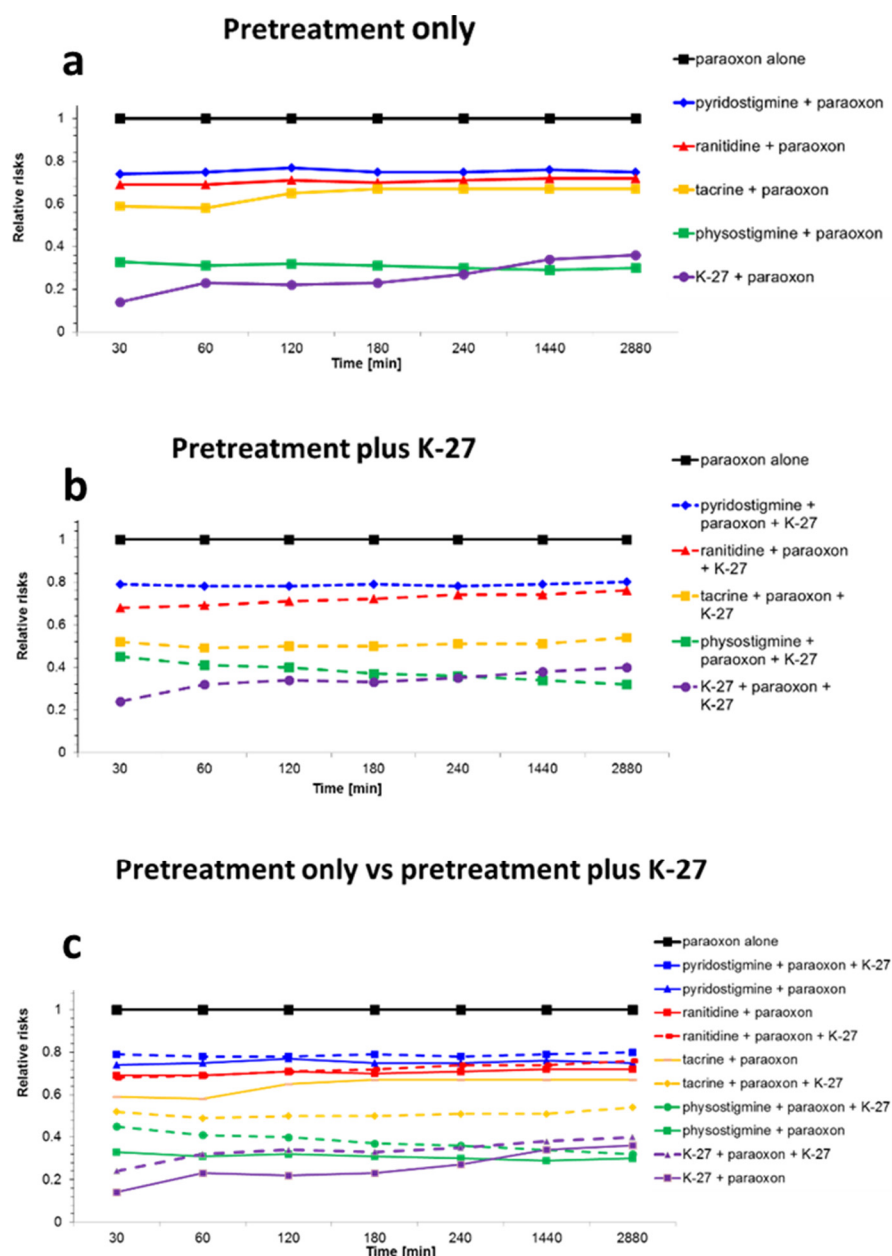 Pretreatment only
a
paraoxon alone
pyridostigmine + paraoxon
ranitidine + paraoxon
tacrine + paraoxon
physostigmine + paraoxon
K-27 + paraoxon
Relative risks
1
0.8
0.6
0.4
0.2
0
30 60 120 180 240 1440 2880
Time [min]
Pretreatment plus K-27
b
paraoxon alone
pyridostigmine +
paraoxon + K-27
ranitidine + paraoxon
+ K-27
tacrine + paraoxon +
K-27
physostigmine +
paraoxon + K-27
K-27 + paraoxon +
K-27
Relative risks
1
0.8
0.6
0.4
0.2
0
30 60 120 180 240 1440 2880
Time [min]
Pretreatment only vs pretreatment plus K-27
c
paraoxon alone
pyridostigmine + paraoxon + K-27
pyridostigmine + paraoxon
ranitidine + paraoxon
ranitidine + paraoxon + K-27
tacrine + paraoxon
tacrine + paraoxon + K-27
physostigmine + paraoxon + K-27
physostigmine + paraoxon
K-27 + paraoxon + K-27
K-27 + paraoxon
Relative risks
1
0.8
0.6
0.4
0.2
0
30 60 120 180 240 1440 2880
Time [min]